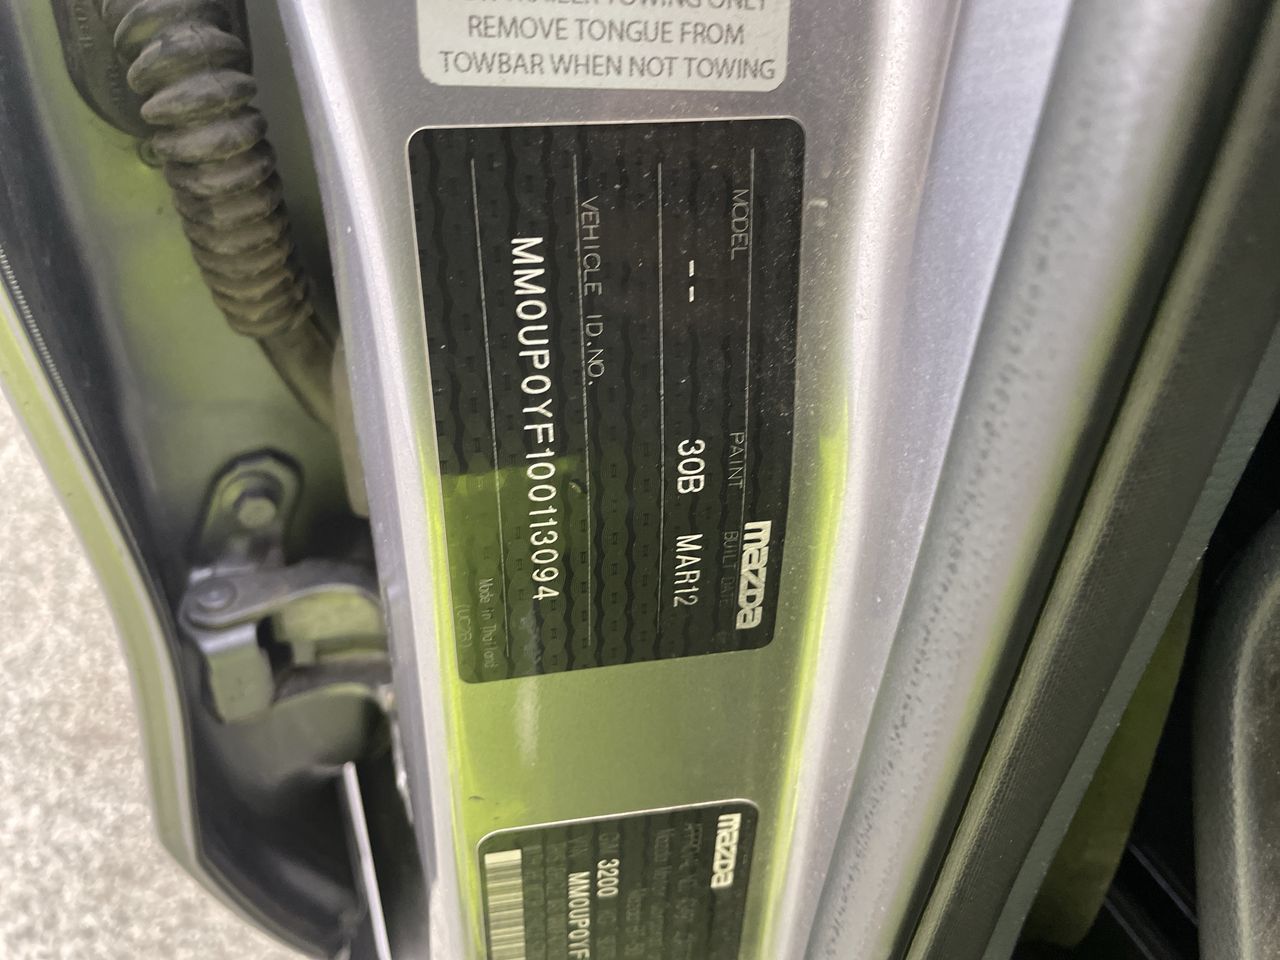 REMOVE TONGUE FROM
TOWBAR WHEN NOT TOWING
mazda
MODEL PAINT BUILT DATE
-- 30B MAR12
VEHICLE ID.NO.
MM0UP0YF100113094
Made in Thailand
mazda
3200
MM0UP0YF